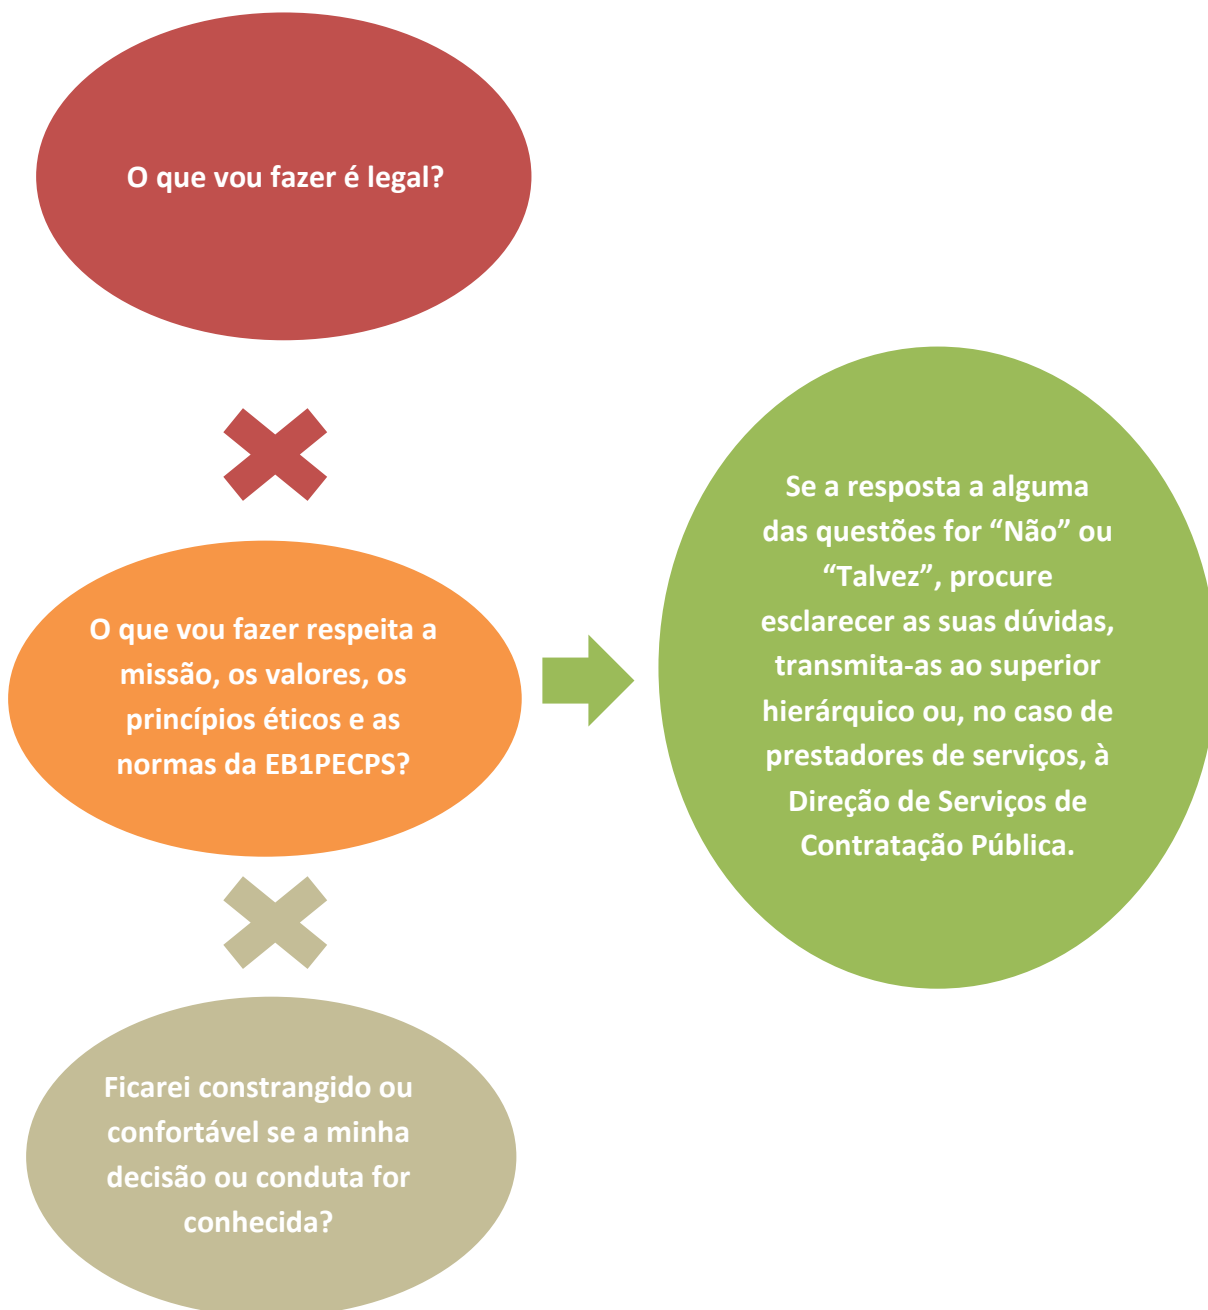 O que vou fazer é legal?
O que vou fazer respeita a
missão, os valores, os
princípios éticos e as
normas da EB1PECPS?
Ficarei constrangido ou
confortável se a minha
decisão ou conduta for
conhecida?
Se a resposta a alguma
das questões for “Não” ou
“Talvez”, procure
esclarecer as suas dúvidas,
transmita-as ao superior
hierárquico ou, no caso de
prestadores de serviços, à
Direção de Serviços de
Contratação Pública.